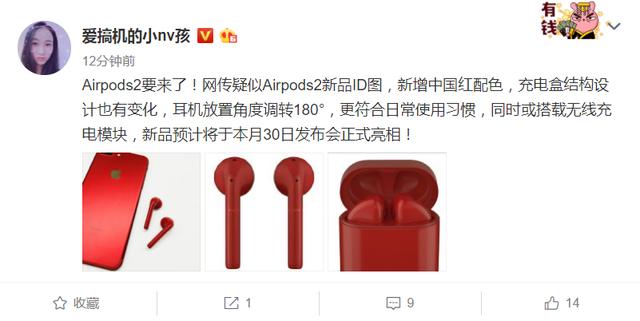 有钱
爱搞机的小nv孩
12分钟前
Airpods2要来了！网传疑似Airpods2新品ID图，新增中国红配色，充电盒结构设
计也有变化，耳机放置角度调转180°，更符合日常使用习惯，同时或搭载无线充
电模块，新品预计将于本月30日发布会正式亮相！
收藏
1
9
14